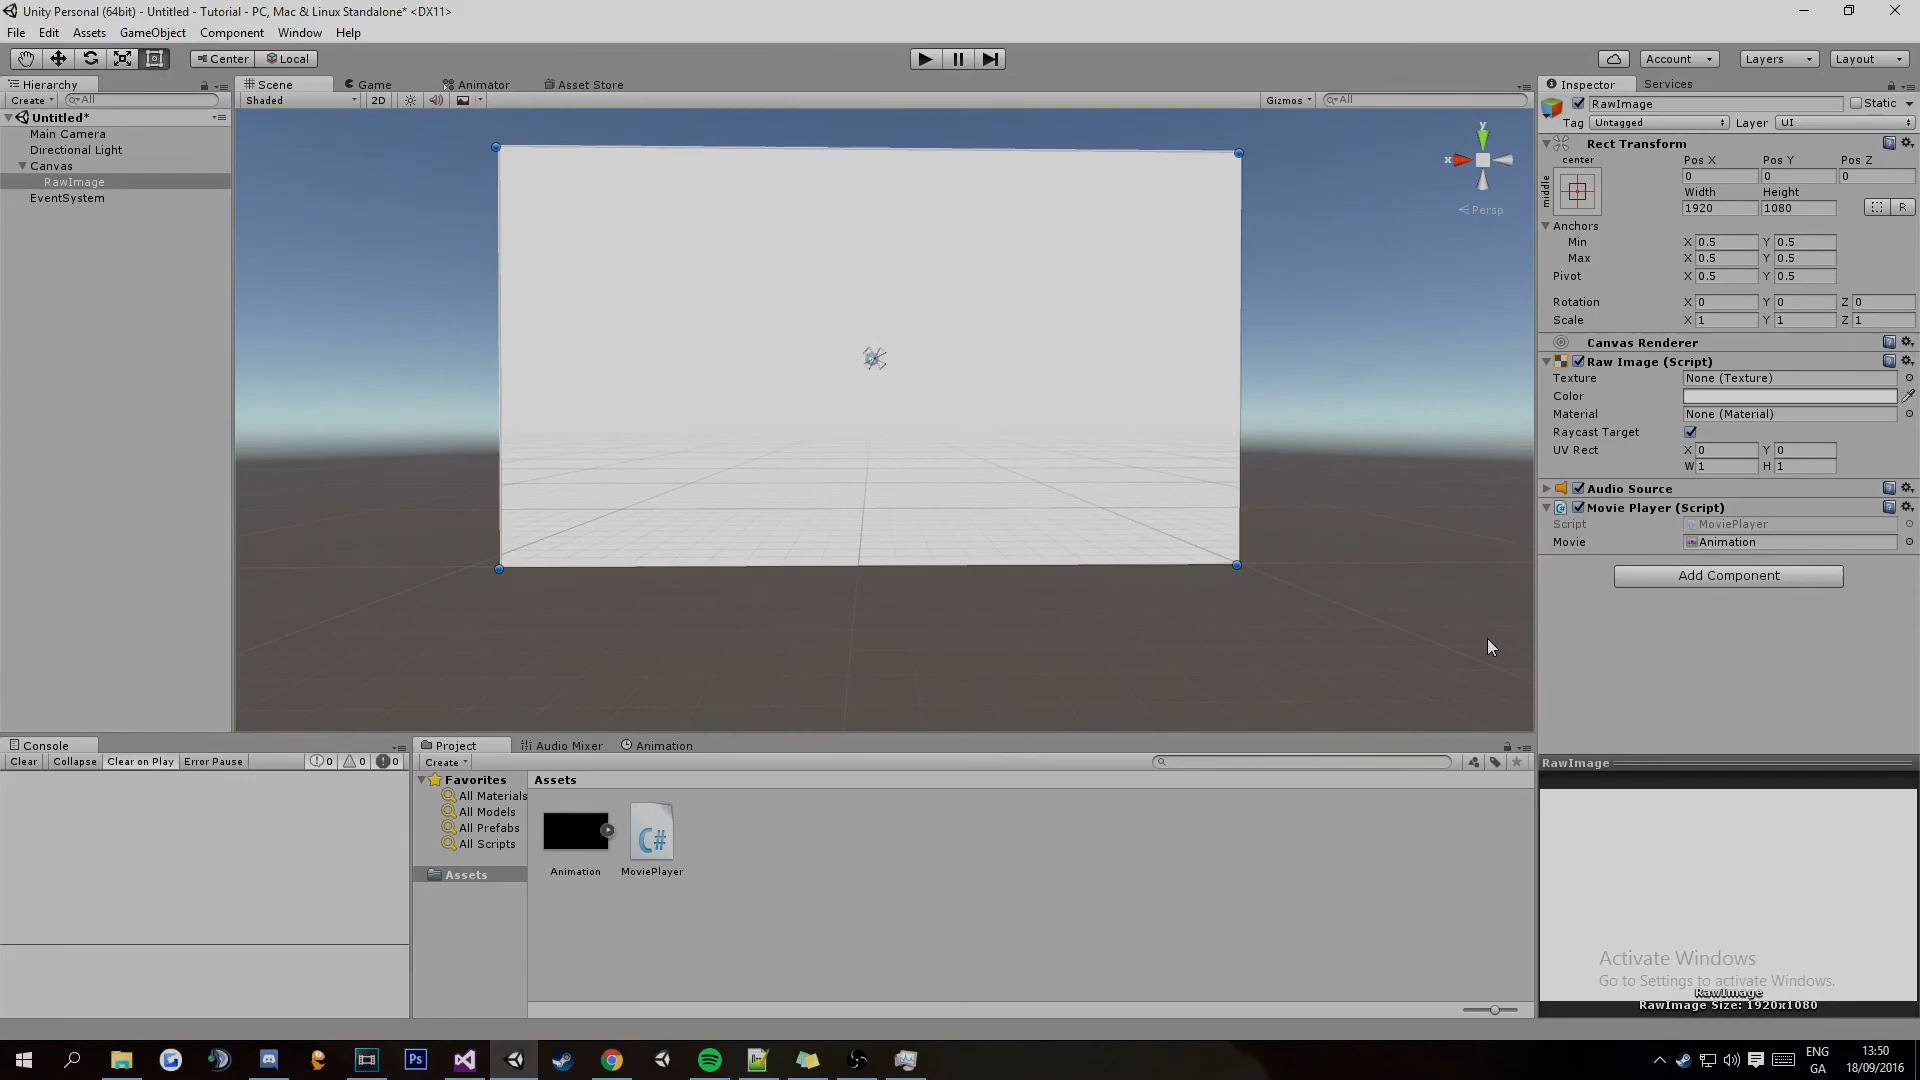 Unity Personal (64bit) - Untitled - Tutorial - PC, Mac & Linux Standalone* <DX11>
File Edit Assets GameObject Component Window Help
Center Local Account Layers Layout
Hierarchy Scene Game Animator Asset Store Inspector Services
Create All Shaded 2D Gizmos All RawImage Static
Untitled* Tag Untagged Layer UI
Main Camera
Directional Light
Canvas
RawImage
EventSystem
y
x
Persp
Rect Transform
center Pos X Pos Y Pos Z
middle 0 0 0
Width Height
1920 1080 R
Anchors
Min X 0.5 Y 0.5
Max X 0.5 Y 0.5
Pivot X 0.5 Y 0.5
Rotation X 0 Y 0 Z 0
Scale X 1 Y 1 Z 1
Canvas Renderer
Raw Image (Script)
Texture None (Texture)
Color
Material None (Material)
Raycast Target
UV Rect X 0 Y 0
W 1 H 1
Audio Source
Movie Player (Script)
Script MoviePlayer
Movie Animation
Add Component
Console Project Audio Mixer Animation
Clear Collapse Clear on Play Error Pause 0 0 0 Create
Favorites Assets
All Materials
All Models
All Prefabs
All Scripts
Assets
C#
Animation MoviePlayer
RawImage
Activate Windows
Go to Settings to activate Windows.
RawImage
RawImage Size: 1920x1080
Ps
ENG
GA
13:50
18/09/2016